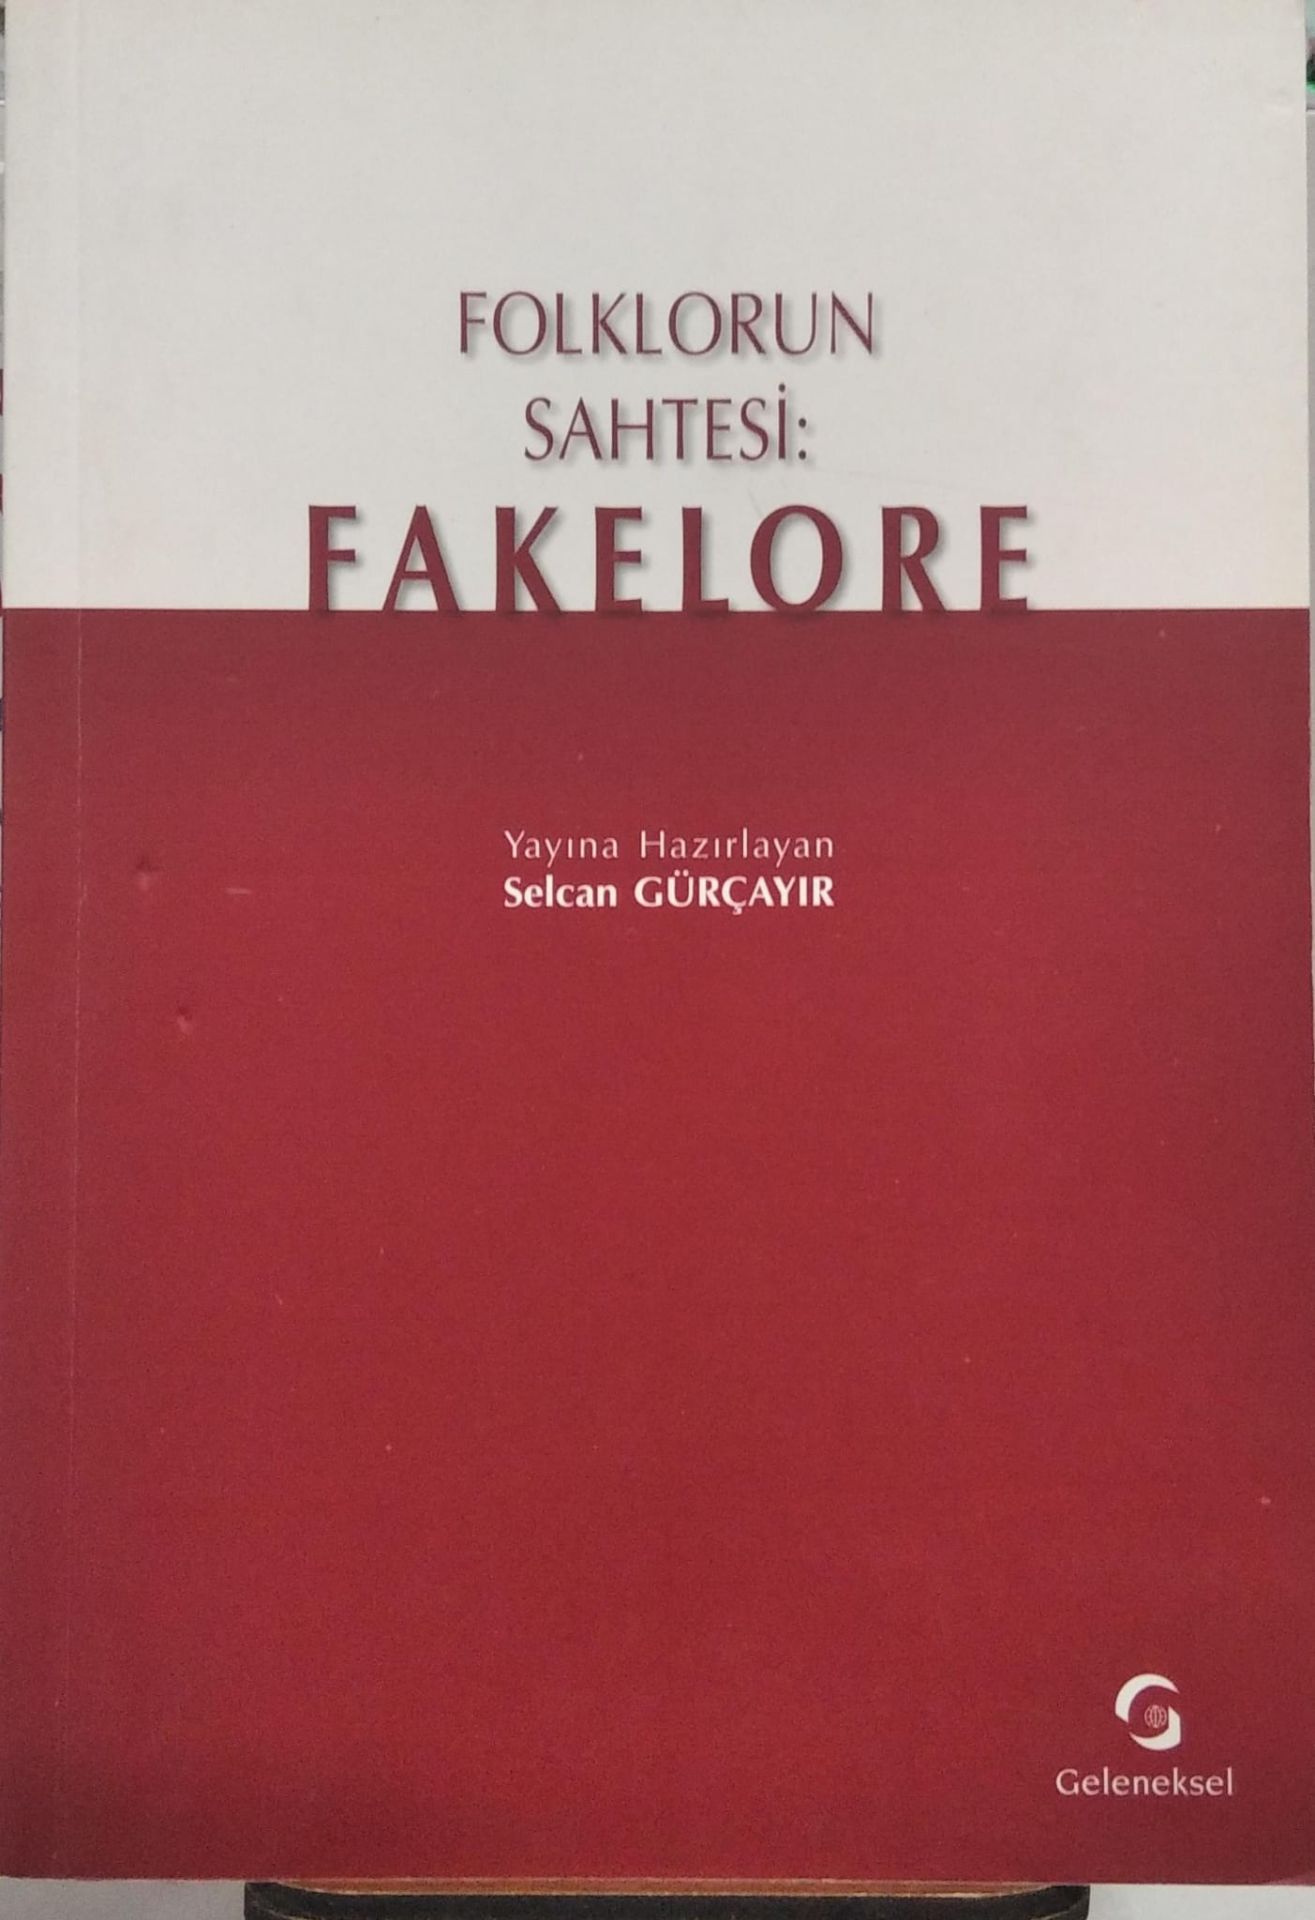 FOLKLORUN
SAHTESİ:
FAKELORE
Yayına Hazırlayan
Selcan GÜRÇAYIR
Geleneksel